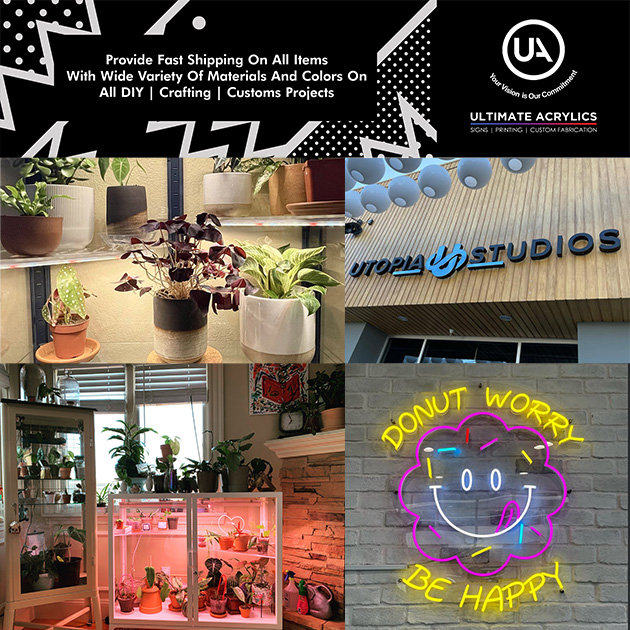 Provide Fast Shipping On All Items
With Wide Variety Of Materials And Colors On
All DIY | Crafting | Customs Projects
UA
Your Vision is Our Commitment
ULTIMATE ACRYLICS
SIGNS | PRINTING | CUSTOM FABRICATION
UTOPIA STUDIOS
DONUT WORRY
BE HAPPY